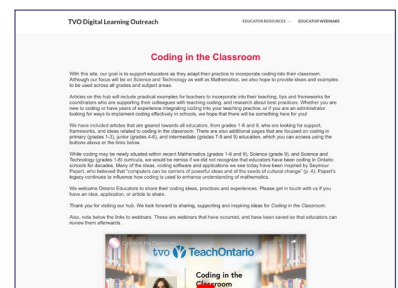 TVO Digital Learning Outreach
EDUCATOR RESOURCES EDUCATOR WEBINARS
Coding in the Classroom
With this site, our goal is to support educators as they adapt their practice to incorporate coding into their classroom.
Although our focus will be on Science and Technology as well as Mathematics, we also hope to provide ideas and examples
to be used across all grades and subject areas.
Articles on this hub will include practical examples for teachers to incorporate into their teaching, tips and frameworks for
coordinators who are supporting their colleagues with teaching coding, and research about best practices. Whether you are
new to coding or have years of experience integrating coding into your teaching practice, or if you are an administrator
looking for ways to implement coding effectively in schools, we hope that there will be something here for you!
We have included articles that are geared towards all educators, from grades 1-8 and 9, who are looking for support,
frameworks, and ideas related to coding in the classroom. There are also additional pages that are focused on coding in
primary (grades 1-3), junior (grades 4-6), and intermediate (grades 7-8 and 9) education, which you can access using the
buttons above or the links below.
While coding may be newly situated within recent Mathematics (grades 1-8 and 9), Science (grade 9), and Science and
Technology (grades 1-8) curricula, we would be remiss if we did not recognize that educators have been coding in Ontario
schools for decades. Many of the ideas, coding software and applications we see today have been inspired by Seymour
Papert, who believed that "computers can be carriers of powerful ideas and of the seeds of cultural change" (p. 4). Papert's
legacy continues to influence how coding is used to enhance understanding of mathematics.
We welcome Ontario Educators to share their coding ideas, practices and experiences. Please get in touch with us if you
have an idea, application, or article to share.
Thank you for visiting our hub. We look forward to sharing, supporting and inspiring ideas for Coding in the Classroom.
Also, note below the links to webinars. These are webinars that have occurred, and have been saved so that educators can
review them afterwards.
tvo TeachOntario
Coding in the
Classroom